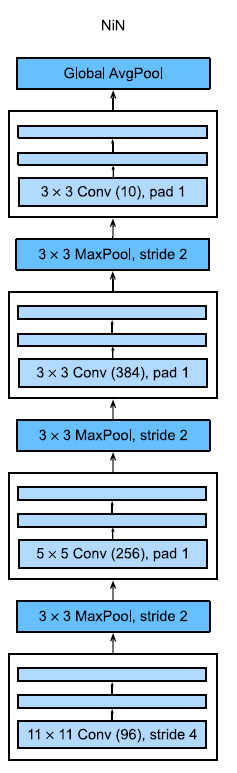 NiN
Global AvgPool
3 × 3 Conv (10), pad 1
3 × 3 MaxPool, stride 2
3 × 3 Conv (384), pad 1
3 × 3 MaxPool, stride 2
5 × 5 Conv (256), pad 1
3 × 3 MaxPool, stride 2
11 × 11 Conv (96), stride 4